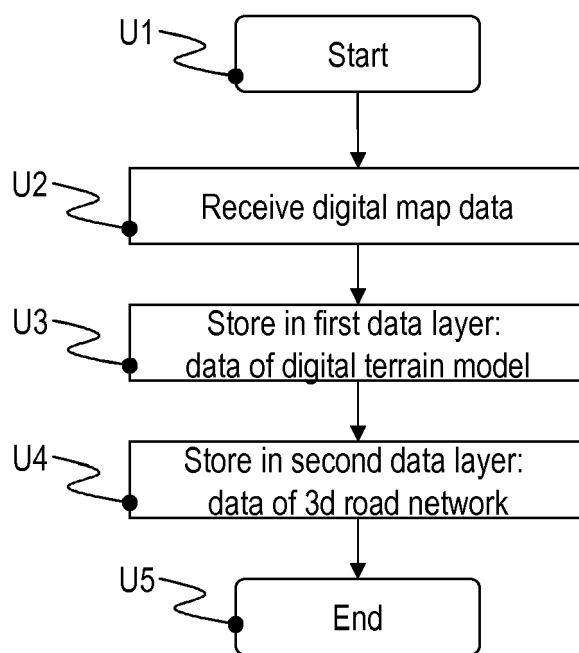 U1
Start
U2
Receive digital map data
U3
Store in first data layer:
data of digital terrain model
U4
Store in second data layer:
data of 3d road network
U5
End